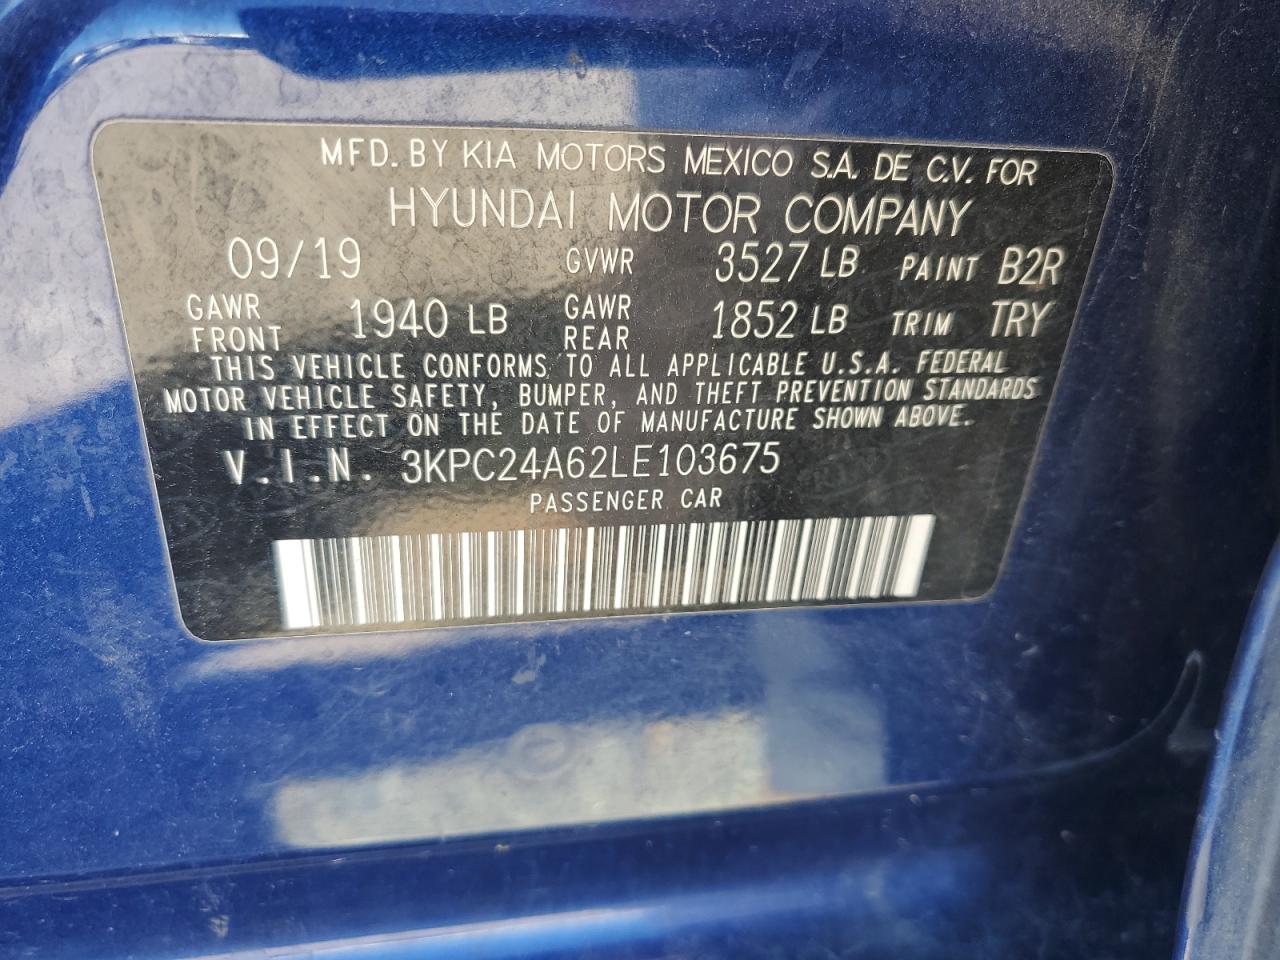 MFD. BY KIA MOTORS MEXICO S.A. DE C.V. FOR
HYUNDAI MOTOR COMPANY
09/19 GVWR 3527 LB PAINT B2R
GAWR FRONT 1940 LB GAWR REAR 1852 LB TRIM TRY
THIS VEHICLE CONFORMS TO ALL APPLICABLE U.S.A. FEDERAL
MOTOR VEHICLE SAFETY, BUMPER, AND THEFT PREVENTION STANDARDS
IN EFFECT ON THE DATE OF MANUFACTURE SHOWN ABOVE.
V.I.N. 3KPC24A62LE103675
PASSENGER CAR